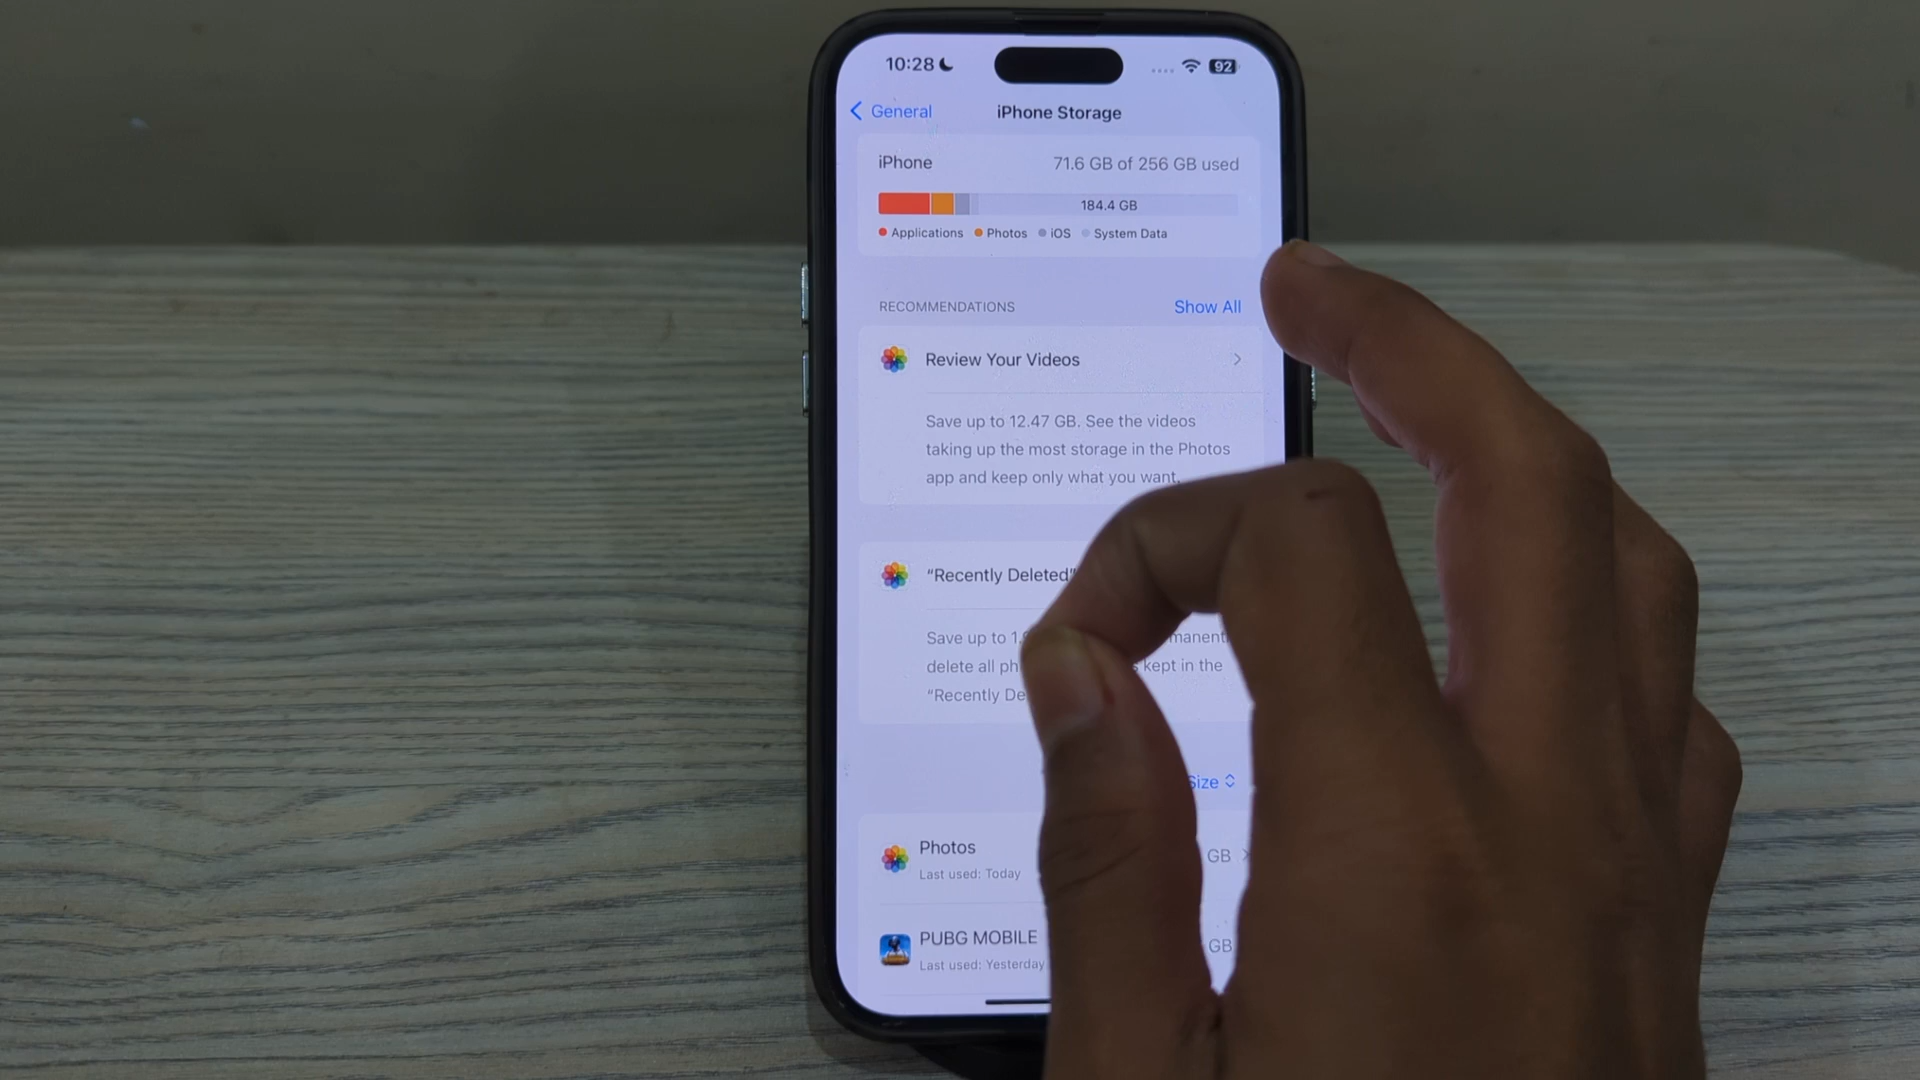 10:28
92
General
iPhone Storage
iPhone
71.6 GB of 256 GB used
184.4 GB
Applications Photos iOS System Data
RECOMMENDATIONS
Show All
Review Your Videos
Save up to 12.47 GB. See the videos
taking up the most storage in the Photos
app and keep only what you want.
“Recently Deleted”
Save up to
delete all kept in the
“Recently
Size
Photos
GB
Last used: Today
PUBG MOBILE
GB
Last used: Yesterday